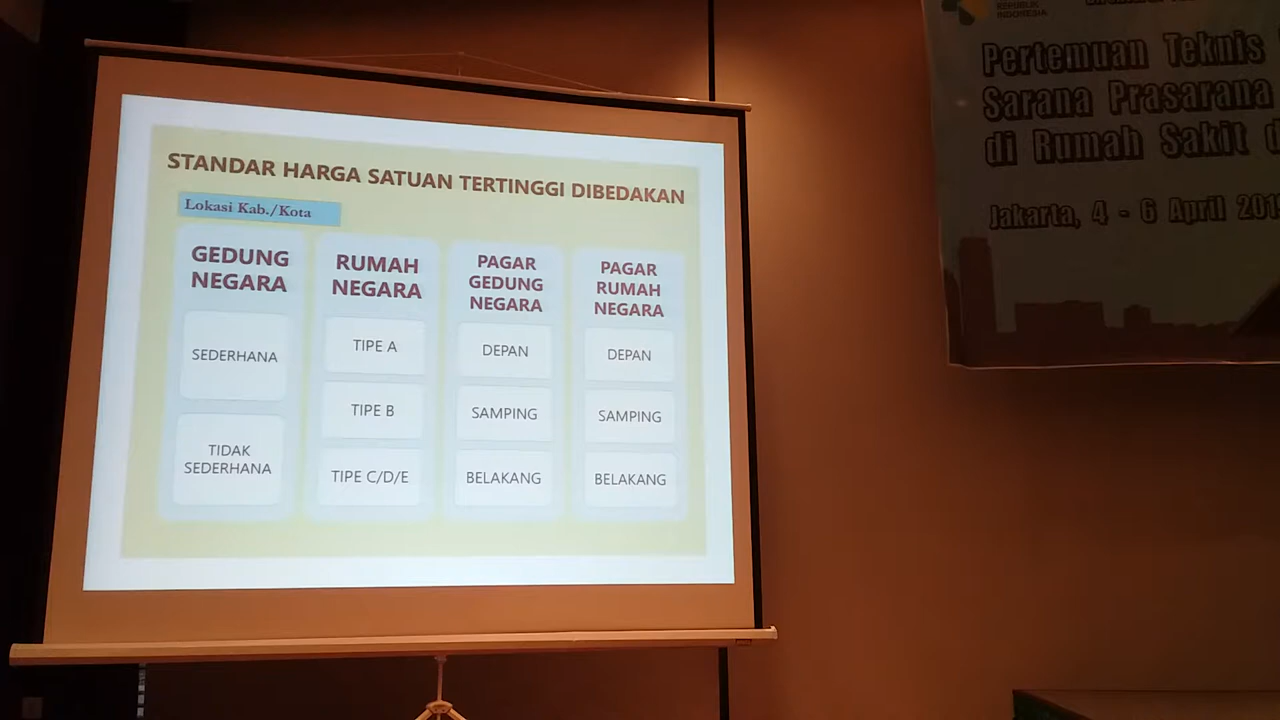 STANDAR HARGA SATUAN TERTINGGI DIBEDAKAN
Lokasi Kab./Kota
GEDUNG
NEGARA
SEDERHANA
TIDAK
SEDERHANA
RUMAH
NEGARA
TIPE A
TIPE B
TIPE C/D/E
PAGAR
GEDUNG
NEGARA
DEPAN
SAMPING
BELAKANG
PAGAR
RUMAH
NEGARA
DEPAN
SAMPING
BELAKANG
REPUBLIK
INDONESIA
Pertemuan Teknis
Sarana Prasarana
di Rumah Sakit
Jakarta, 4 - 6 April